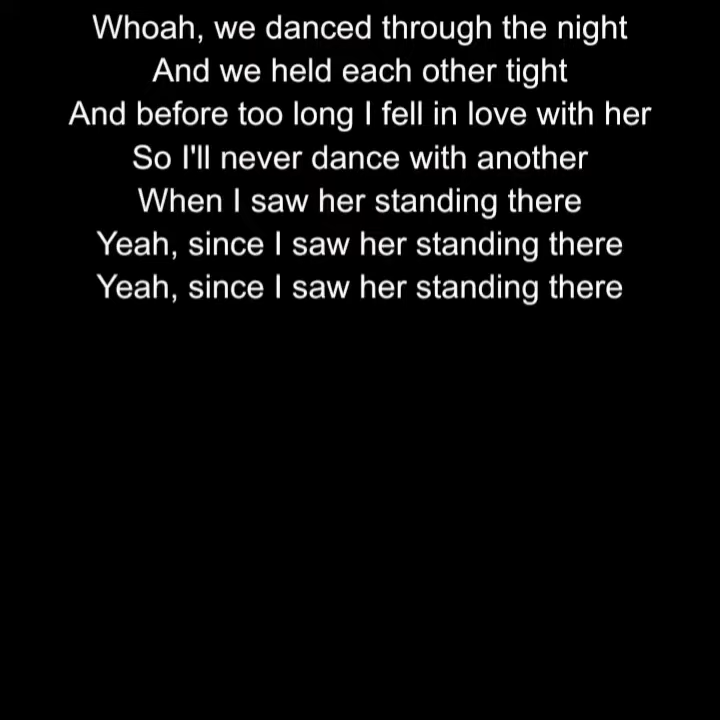 Whoah, we danced through the night
And we held each other tight
And before too long I fell in love with her
So I'll never dance with another
When I saw her standing there
Yeah, since I saw her standing there
Yeah, since I saw her standing there